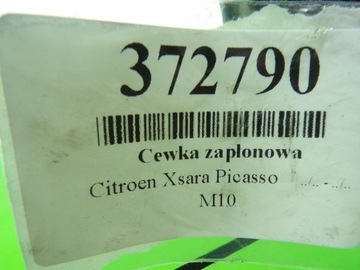 372790
Cewka zapłonowa
Citroen Xsara Picasso ../.. - ../..
M10